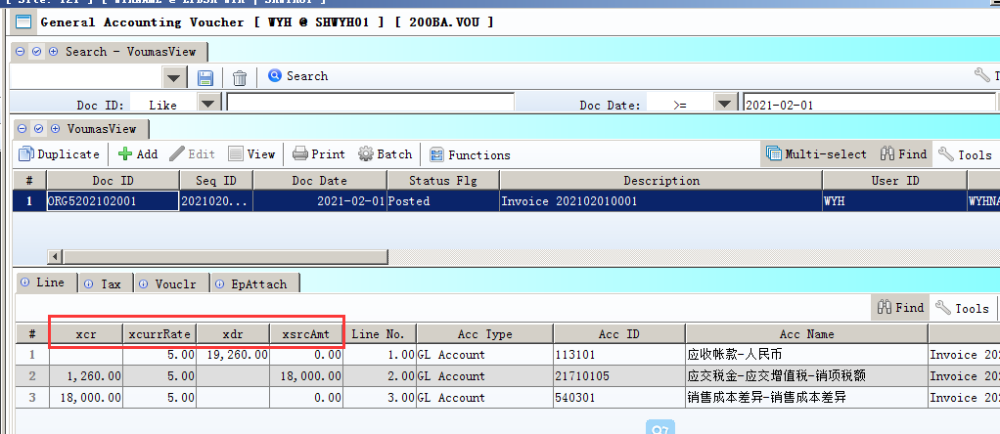 General Accounting Voucher [ WYH @ SHWYH01 ] [ 200BA.VOU ]
Search - VoumasView
Search
Doc ID: Like Doc Date: >= 2021-02-01
VoumasView
Duplicate Add Edit View Print Batch Functions Multi-select Find Tools
# Doc ID Seq ID Doc Date Status Flg Description User ID
1 ORG5202102001 2021020... 2021-02-01 Posted Invoice 202102010001 WYH WYHNA
Line Tax Vouclr EpAttach
Find Tools
# xcr xcurrRate xdr xsrcAmt Line No. Acc Type Acc ID Acc Name
1 5.00 19,260.00 0.00 1.00 GL Account 113101 应收帐款-人民币 Invoice 202
2 1,260.00 5.00 18,000.00 2.00 GL Account 21710105 应交税金-应交增值税-销项税额 Invoice 202
3 18,000.00 5.00 0.00 3.00 GL Account 540301 销售成本差异-销售成本差异 Invoice 202